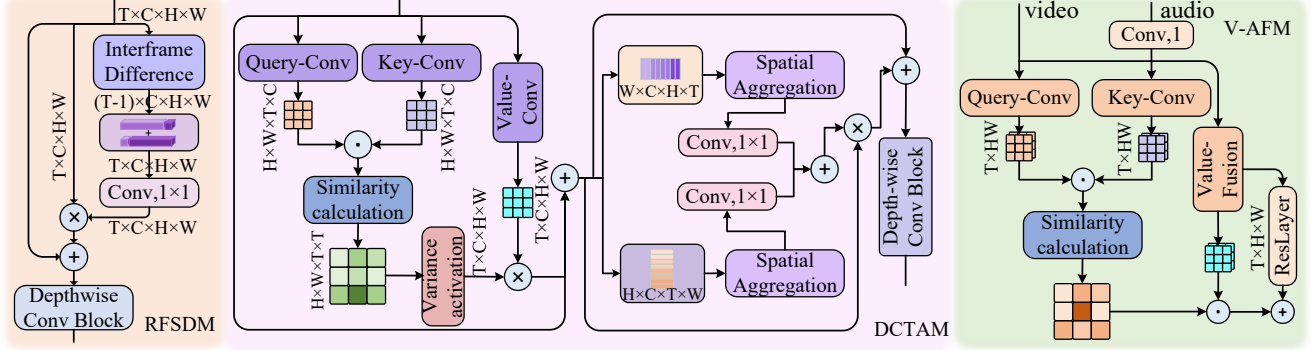 T×C×H×W
Interframe
Difference
(T-1)×C×H×W
+
T×C×H×W
T×C×H×W
Conv,1×1
×
T×C×H×W
+
Depthwise
Conv Block
RFSDM
Query-Conv
Key-Conv
Value-
Conv
H×W×T×C
H×W×T×C
Similarity
calculation
H×W×T×T
Variance
activation
T×C×H×W
T×C×H×W
×
+
W×C×H×T
Spatial
Aggregation
Conv,1×1
Conv,1×1
H×C×T×W
Spatial
Aggregation
+
×
+
Depth-wise
Conv Block
DCTAM
video
audio
V-AFM
Conv,1
Query-Conv
Key-Conv
T×HW
T×HW
Value-
Fusion
Similarity
calculation
T×H×W
ResLayer
+